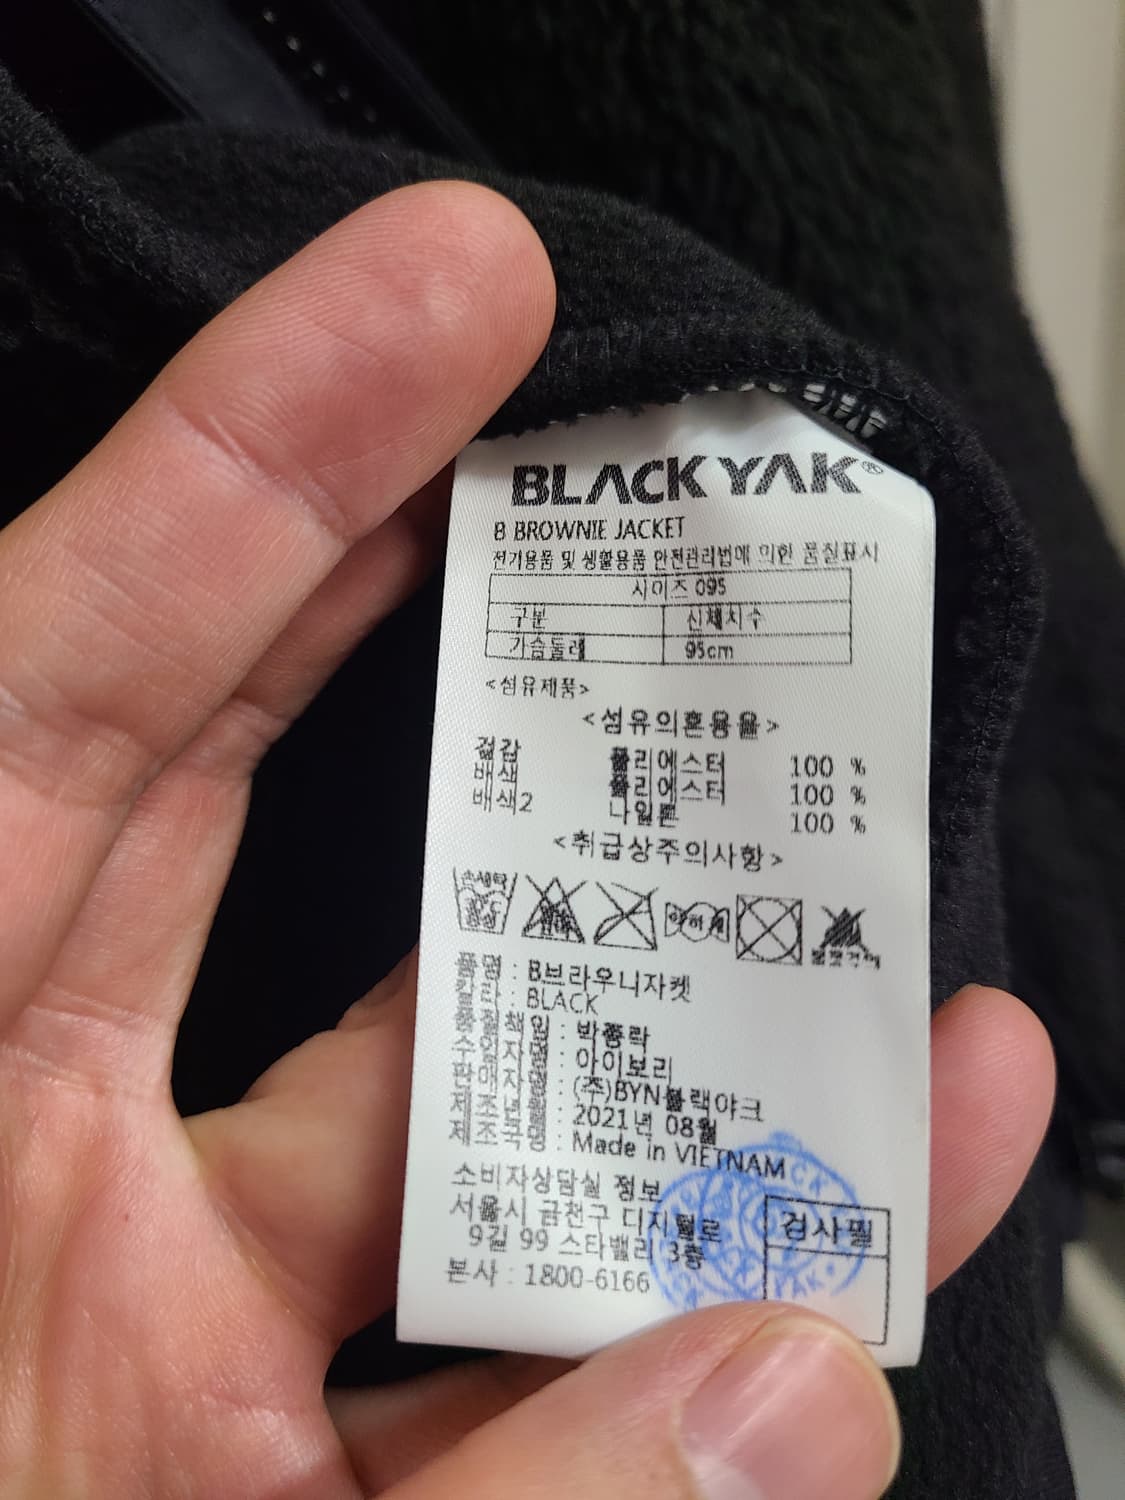 BLACKYAK®
B BROWNIE JACKET
전기용품 및 생활용품 안전관리법에 의한 품질표시
사이즈 095
구분 신체치수
가슴둘레 95cm
<섬유제품>
<섬유의혼용율>
겉감 폴리에스터 100 %
배색 폴리에스터 100 %
배색2 나일론 100 %
<취급상주의사항>
손세탁
품명 : B브라우니자켓
칼라 : BLACK
품질책임 : 박종락
수입자명 : 아이보리
판매자명 : (주)BYN블랙야크
제조년월 : 2021년 08월
제조국명 : Made in VIETNAM
소비자상담실 정보
서울시 금천구 디지털로
9길 99 스타밸리 3층
본사 : 1800-6166
검사필
YAK